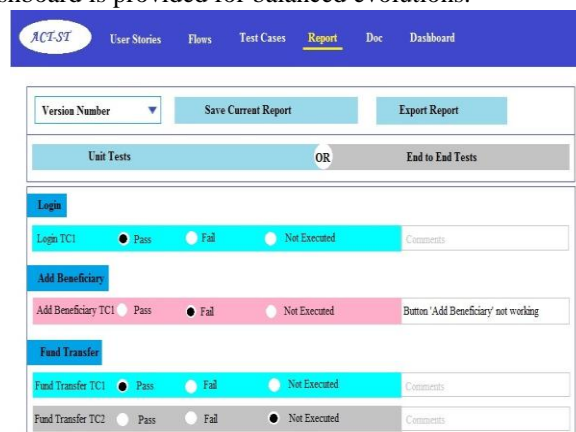 shboard is provided for balanced evolutions.
ACT-ST User Stories Flows Test Cases Report Doc Dashboard
Version Number Save Current Report Export Report
Unit Tests OR End to End Tests
Login
Login TC1 Pass Fail Not Executed Comments
Add Beneficiary
Add Beneficiary TC1 Pass Fail Not Executed Button 'Add Beneficiary' not working
Fund Transfer
Fund Transfer TC1 Pass Fail Not Executed Comments
Fund Transfer TC2 Pass Fail Not Executed Comments